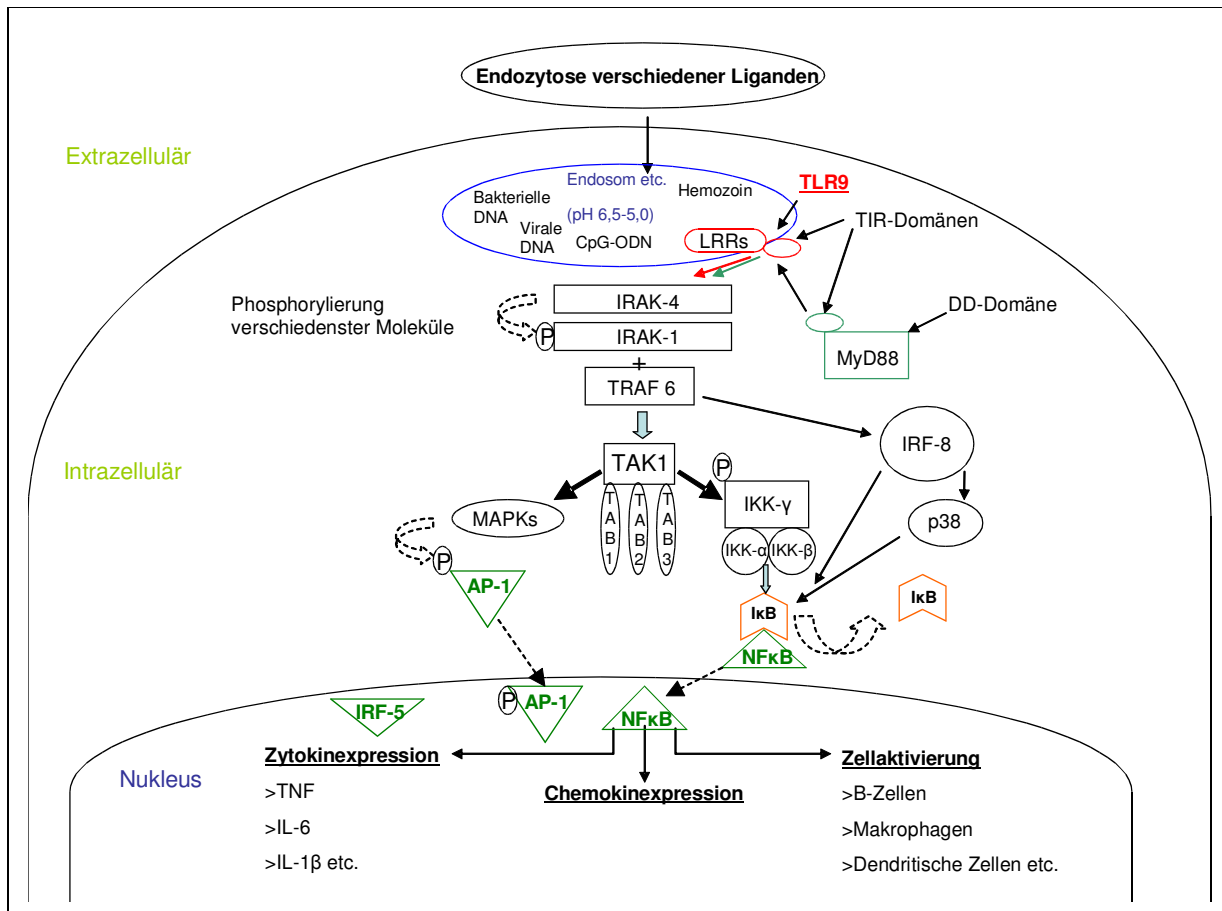 Endozytose verschiedener Liganden
Extrazellulär
Endosom etc.
Hemozoin
TLR9
Bakterielle
DNA
(pH 6,5-5,0)
Virale
DNA
CpG-ODN
LRRs
TIR-Domänen
Phosphorylierung
verschiedenster Moleküle
IRAK-4
P
IRAK-1
+
TRAF 6
DD-Domäne
MyD88
Intrazellulär
TAK1
TAB1
TAB2
TAB3
MAPKs
P
AP-1
P
IKK-γ
IKK-α
IKK-β
IRF-8
p38
IκB
NFκB
IκB
IRF-5
P
AP-1
NFκB
Nukleus
Zytokinexpression
>TNF
>IL-6
>IL-1β etc.
Chemokinexpression
Zellaktivierung
>B-Zellen
>Makrophagen
>Dendritische Zellen etc.